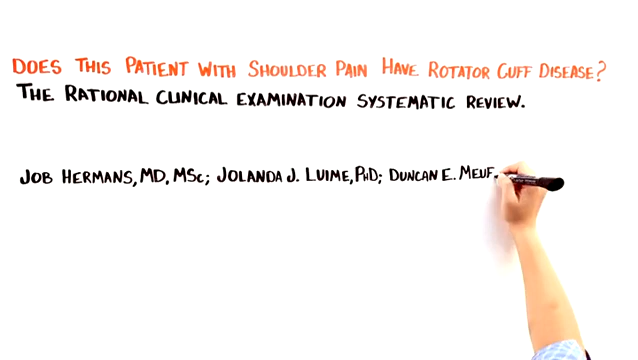 DOES THIS PATIENT WITH SHOULDER PAIN HAVE ROTATOR CUFF DISEASE?
THE RATIONAL CLINICAL EXAMINATION SYSTEMATIC REVIEW.
JOB HERMANS, MD, MSC; JOLANDA J. LUIME, PHD; DUNCAN E. MEUF